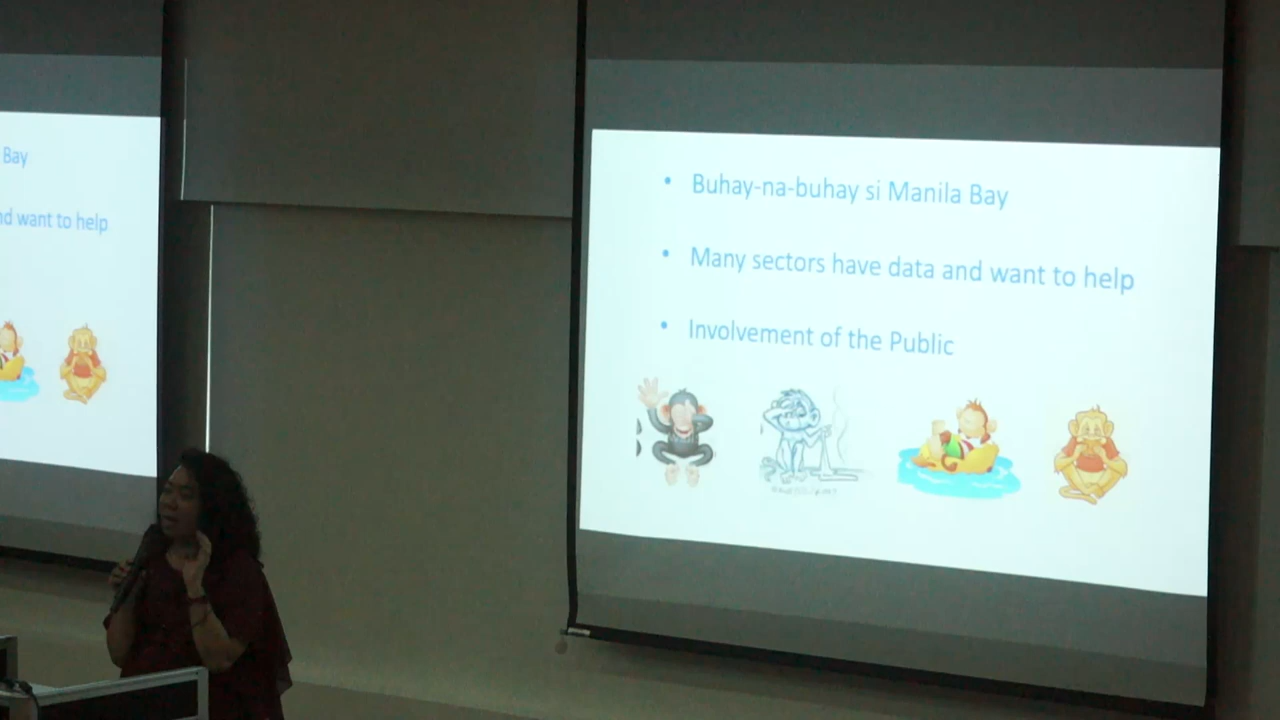 Bay
nd want to help
• Buhay-na-buhay si Manila Bay
• Many sectors have data and want to help
• Involvement of the Public